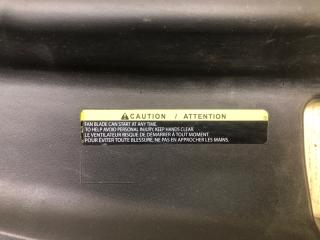 CAUTION / ATTENTION
FAN BLADE CAN START AT ANY TIME.
TO HELP AVOID PERSONAL INJURY, KEEP HANDS CLEAR
LE VENTILATEUR RISQUE DE DÉMARRER À TOUT MOMENT
POUR ÉVITER TOUTE BLESSURE, NE PAS EN APPROCHER LES MAINS.